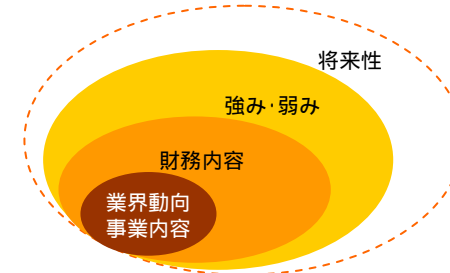 将来性
強み･弱み
財務内容
業界動向
事業内容